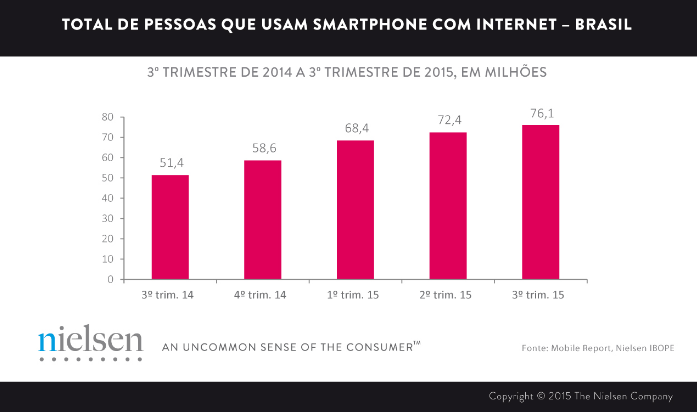 TOTAL DE PESSOAS QUE USAM SMARTPHONE COM INTERNET – BRASIL
3º TRIMESTRE DE 2014 A 3º TRIMESTRE DE 2015, EM MILHÕES
80
70
60
50
40
30
20
10
0
51,4
58,6
68,4
72,4
76,1
3º trim. 14
4º trim. 14
1º trim. 15
2º trim. 15
3º trim. 15
nielsen
AN UNCOMMON SENSE OF THE CONSUMER™
Fonte: Mobile Report, Nielsen IBOPE
Copyright © 2015 The Nielsen Company